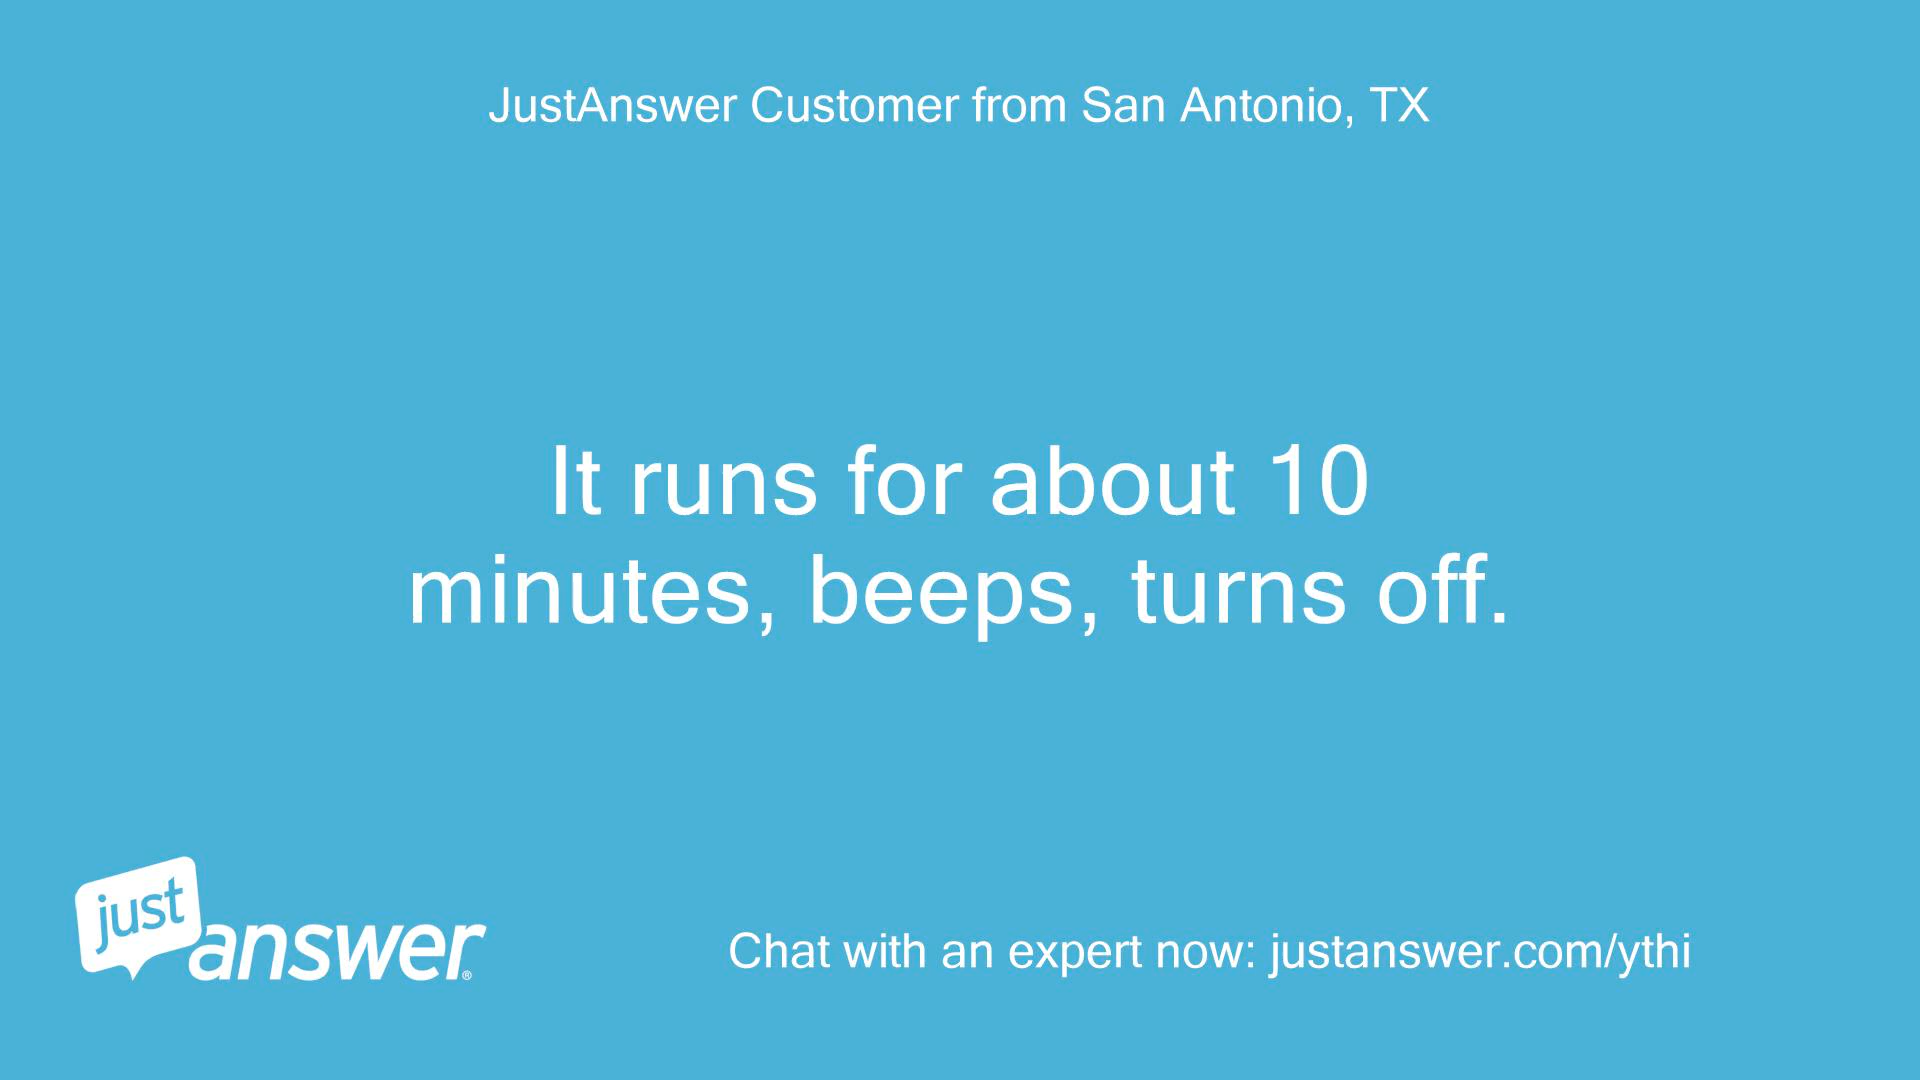 JustAnswer Customer from San Antonio, TX
It runs for about 10
minutes, beeps, turns off.
just
answer®
Chat with an expert now: justanswer.com/ythi